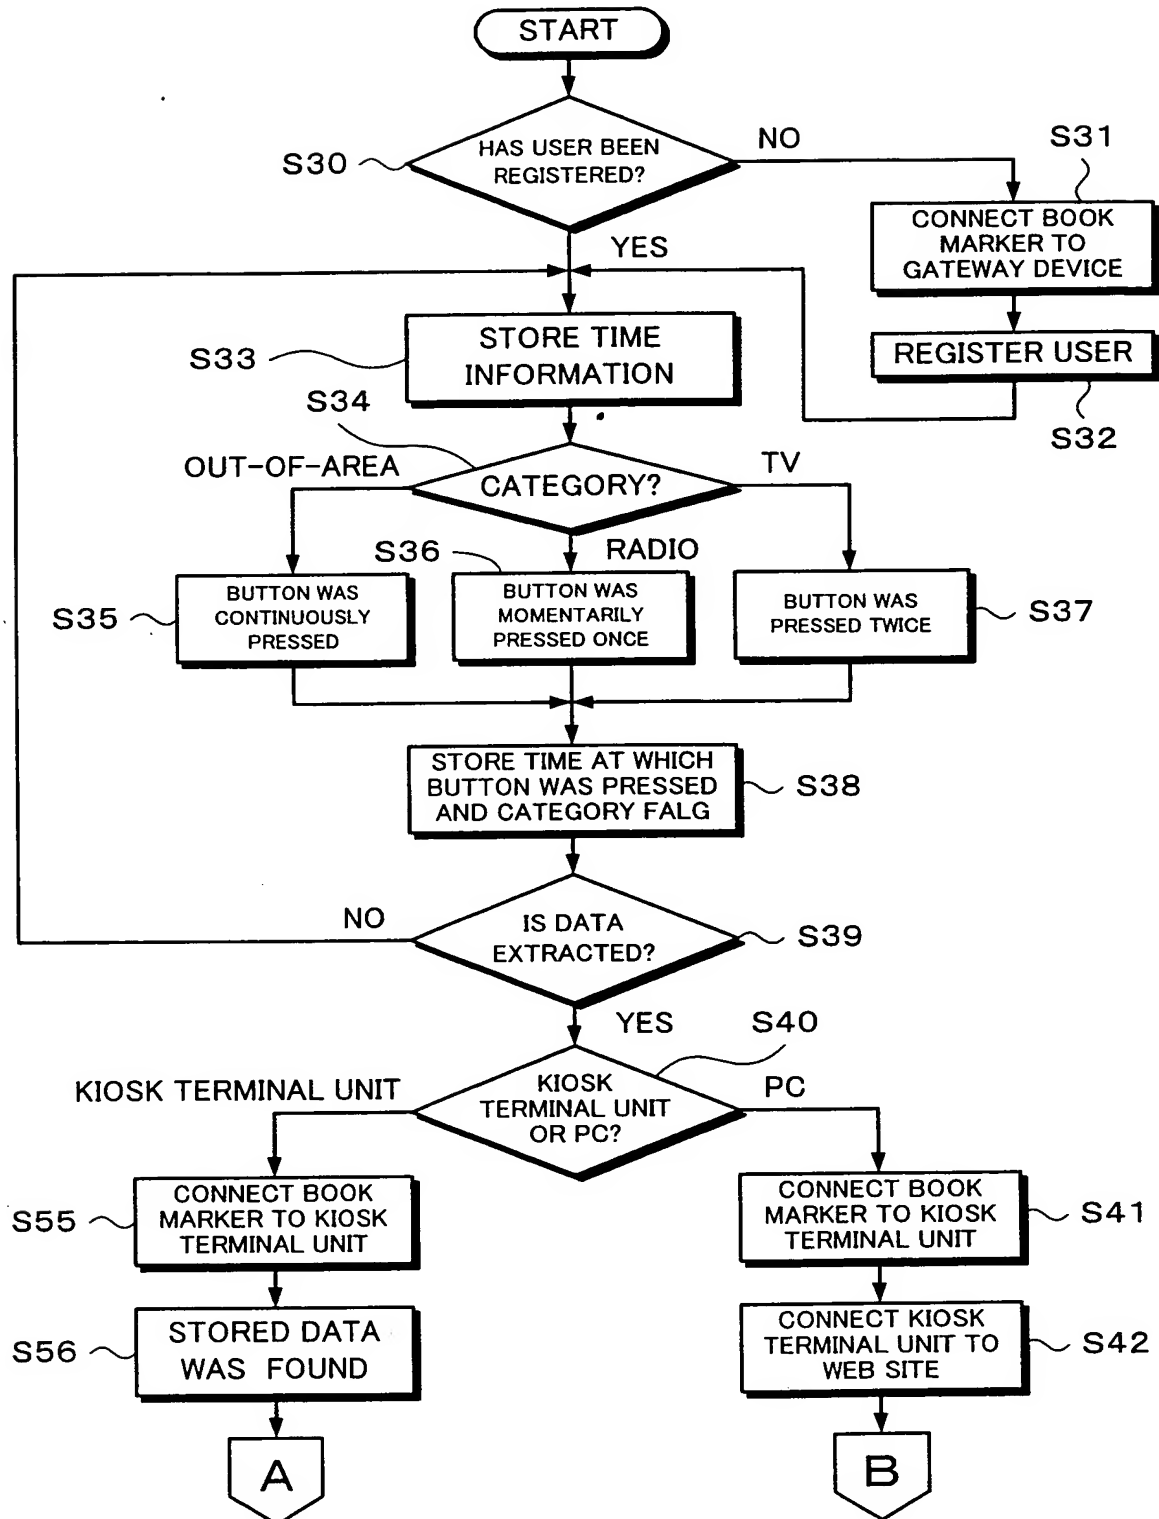 START
S30
HAS USER BEEN
REGISTERED?
NO
S31
CONNECT BOOK
MARKER TO
GATEWAY DEVICE
YES
S33
STORE TIME
INFORMATION
REGISTER USER
S32
S34
OUT-OF-AREA
CATEGORY?
TV
S36
RADIO
S35
BUTTON WAS
CONTINUOUSLY
PRESSED
BUTTON WAS
MOMENTARILY
PRESSED ONCE
BUTTON WAS
PRESSED TWICE
S37
STORE TIME AT WHICH
BUTTON WAS PRESSED
AND CATEGORY FALG
S38
NO
IS DATA
EXTRACTED?
S39
YES
S40
KIOSK TERMINAL UNIT
KIOSK
TERMINAL UNIT
OR PC?
PC
S55
CONNECT BOOK
MARKER TO KIOSK
TERMINAL UNIT
CONNECT BOOK
MARKER TO KIOSK
TERMINAL UNIT
S41
S56
STORED DATA
WAS FOUND
CONNECT KIOSK
TERMINAL UNIT TO
WEB SITE
S42
A
B